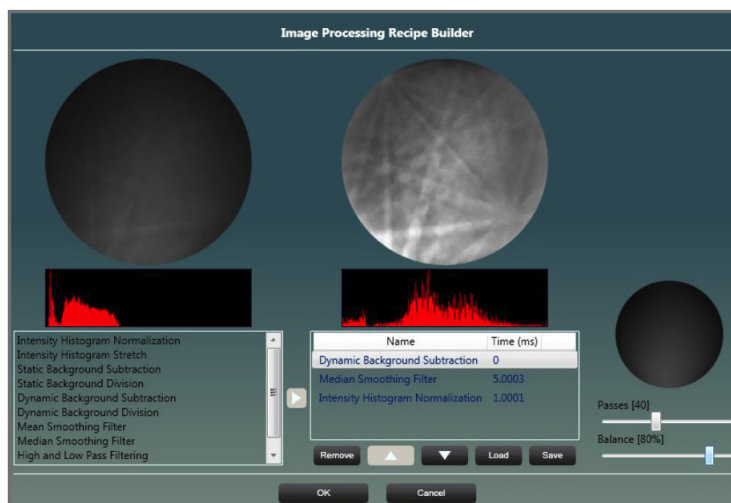 Image Processing Recipe Builder
Intensity Histogram Normalization
Intensity Histogram Stretch
Static Background Subtraction
Static Background Division
Dynamic Background Subtraction
Dynamic Background Division
Mean Smoothing Filter
Median Smoothing Filter
High and Low Pass Filtering
Name Time (ms)
Dynamic Background Subtraction 0
Median Smoothing Filter 5.0003
Intensity Histogram Normalization 1.0001
Remove Load Save
Passes [40]
Balance [80%]
OK Cancel